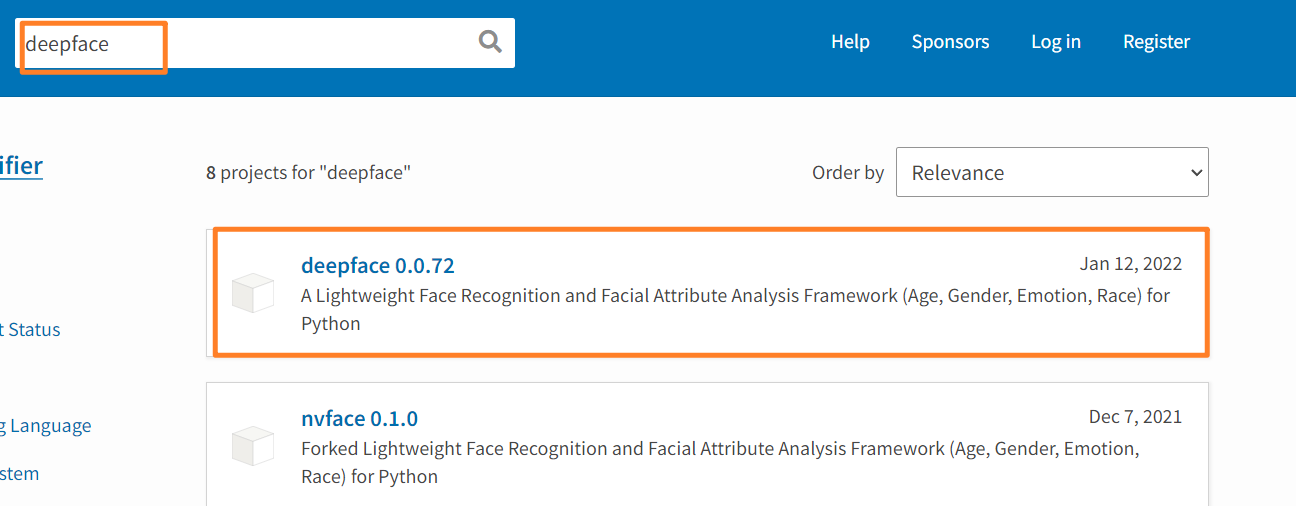 deepface
Help Sponsors Log in Register
ifier
8 projects for "deepface"
Order by Relevance
deepface 0.0.72
Jan 12, 2022
A Lightweight Face Recognition and Facial Attribute Analysis Framework (Age, Gender, Emotion, Race) for
Python
t Status
nvface 0.1.0
Dec 7, 2021
g Language
Forked Lightweight Face Recognition and Facial Attribute Analysis Framework (Age, Gender, Emotion,
Race) for Python
stem